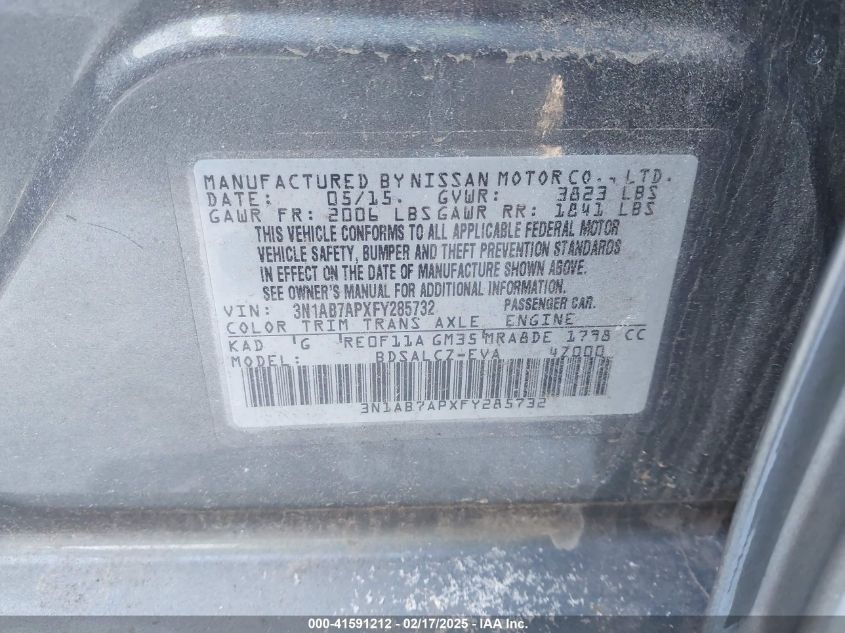 MANUFACTURED BY NISSAN MOTOR CO., LTD.
DATE: 05/15. GVWR: 3823 LBS
GAWR FR: 2006 LBS GAWR RR: 1841 LBS
THIS VEHICLE CONFORMS TO ALL APPLICABLE FEDERAL MOTOR
VEHICLE SAFETY, BUMPER AND THEFT PREVENTION STANDARDS
IN EFFECT ON THE DATE OF MANUFACTURE SHOWN ABOVE.
SEE OWNER'S MANUAL FOR ADDITIONAL INFORMATION.
VIN: 3N1AB7APXFY285732 PASSENGER CAR.
COLOR TRIM TRANS AXLE ENGINE
KAD G RE0F11A GM35 MRA8DE 1798 CC
MODEL: BDSALCZ-EVA 47000
3N1AB7APXFY285732
000-41591212 - 02/17/2025 - IAAI.COM